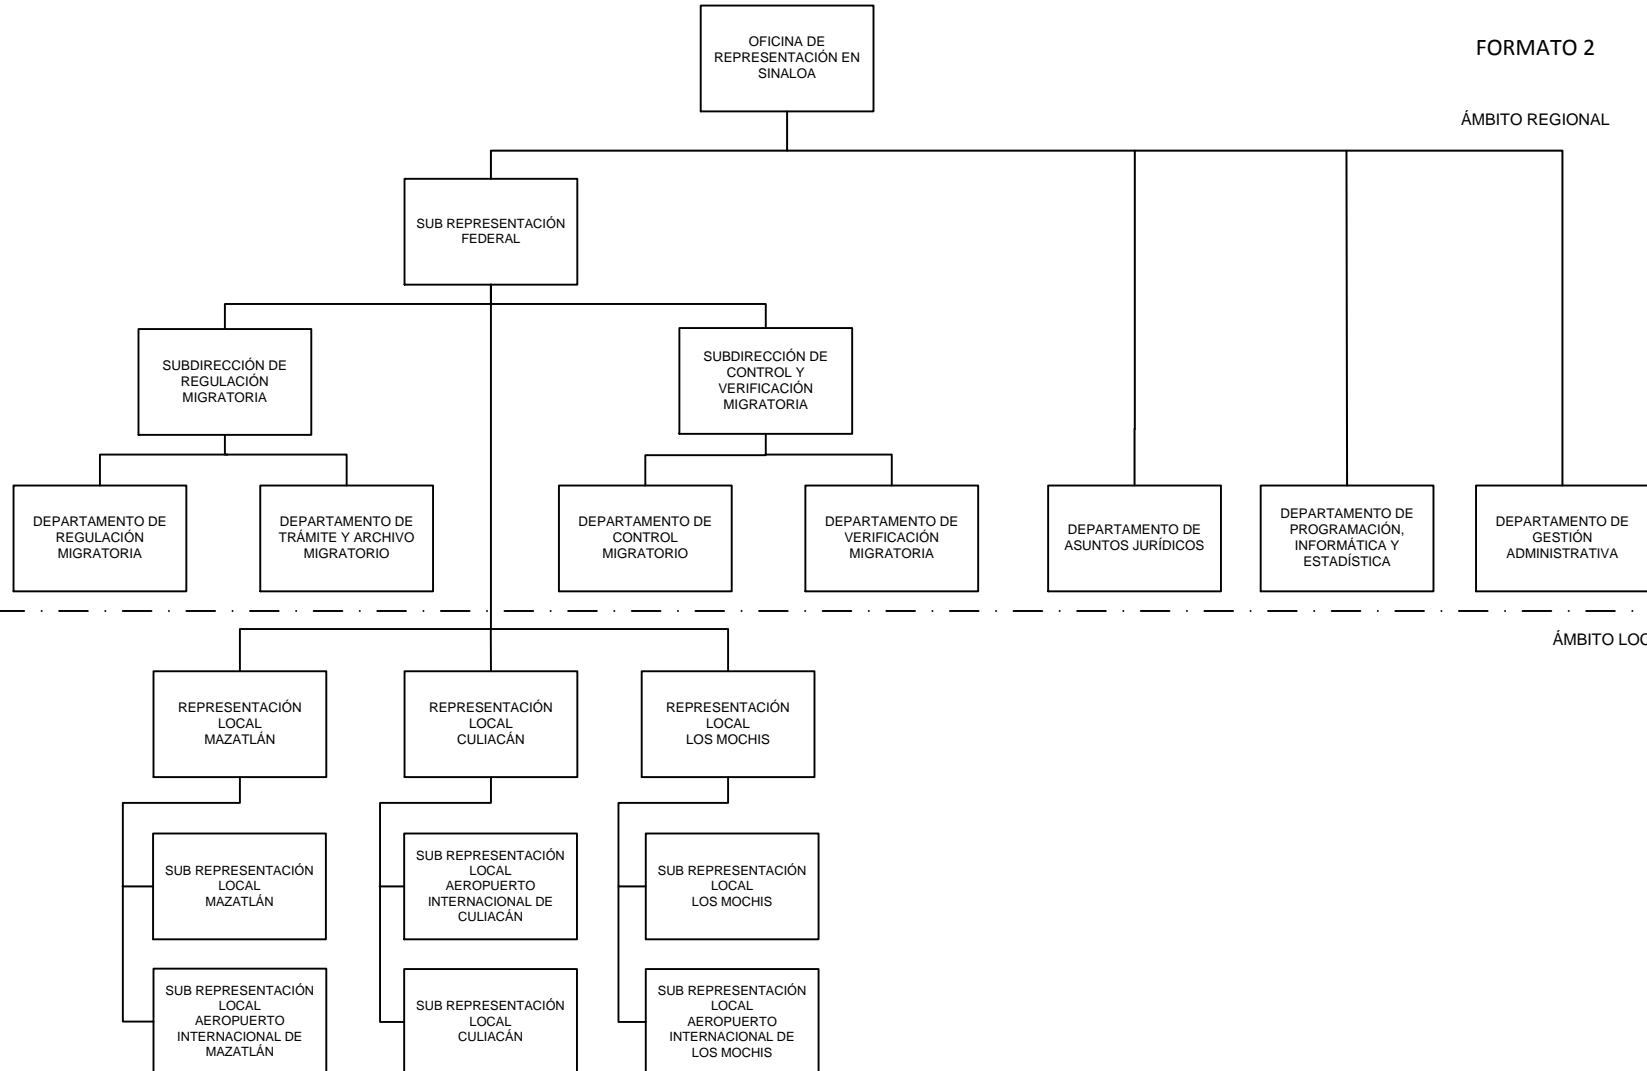 OFICINA DE
REPRESENTACIÓN EN
SINALOA
FORMATO 2
ÁMBITO REGIONAL
SUB REPRESENTACIÓN
FEDERAL
SUBDIRECCIÓN DE
REGULACIÓN
MIGRATORIA
SUBDIRECCIÓN DE
CONTROL Y
VERIFICACIÓN
MIGRATORIA
DEPARTAMENTO DE
REGULACIÓN
MIGRATORIA
DEPARTAMENTO DE
TRÁMITE Y ARCHIVO
MIGRATORIO
DEPARTAMENTO DE
CONTROL
MIGRATORIO
DEPARTAMENTO DE
VERIFICACIÓN
MIGRATORIA
DEPARTAMENTO DE
ASUNTOS JURÍDICOS
DEPARTAMENTO DE
PROGRAMACIÓN,
INFORMÁTICA Y
ESTADÍSTICA
DEPARTAMENTO DE
GESTIÓN
ADMINISTRATIVA
ÁMBITO LOC
REPRESENTACIÓN
LOCAL
MAZATLÁN
REPRESENTACIÓN
LOCAL
CULIACÁN
REPRESENTACIÓN
LOCAL
LOS MOCHIS
SUB REPRESENTACIÓN
LOCAL
MAZATLÁN
SUB REPRESENTACIÓN
LOCAL
AEROPUERTO
INTERNACIONAL DE
CULIACÁN
SUB REPRESENTACIÓN
LOCAL
LOS MOCHIS
SUB REPRESENTACIÓN
LOCAL
AEROPUERTO
INTERNACIONAL DE
MAZATLÁN
SUB REPRESENTACIÓN
LOCAL
CULIACÁN
SUB REPRESENTACIÓN
LOCAL
AEROPUERTO
INTERNACIONAL DE
LOS MOCHIS